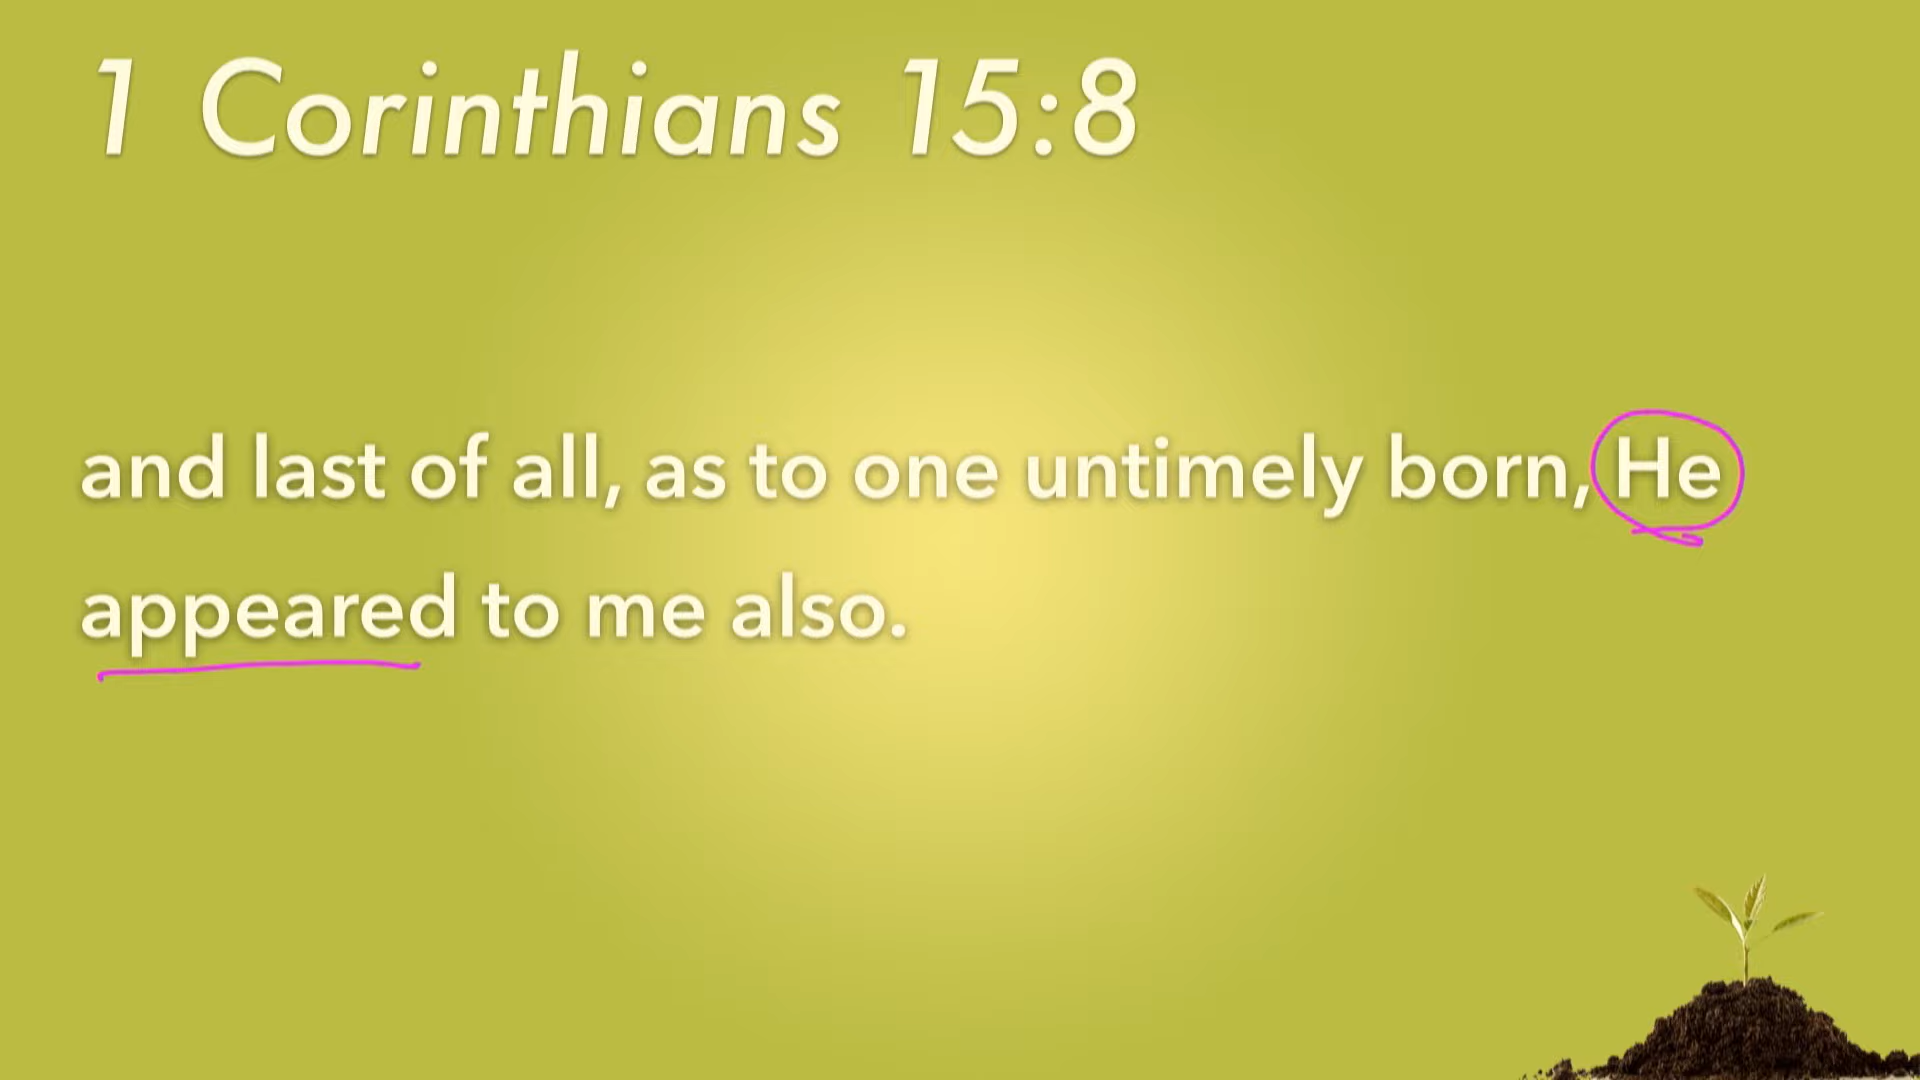 1 Corinthians 15:8
and last of all, as to one untimely born, He
appeared to me also.